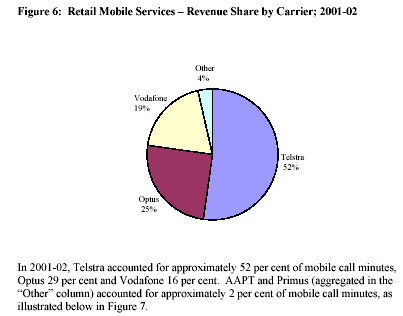 Figure 6:  Retail Mobile Services – Revenue Share by Carrier; 2001-02
Other
4%
Vodafone
19%
Telstra
52%
Optus
25%
In 2001-02, Telstra accounted for approximately 52 per cent of mobile call minutes,
Optus 29 per cent and Vodafone 16 per cent.  AAPT and Primus (aggregated in the
“Other” column) accounted for approximately 2 per cent of mobile call minutes, as
illustrated below in Figure 7.